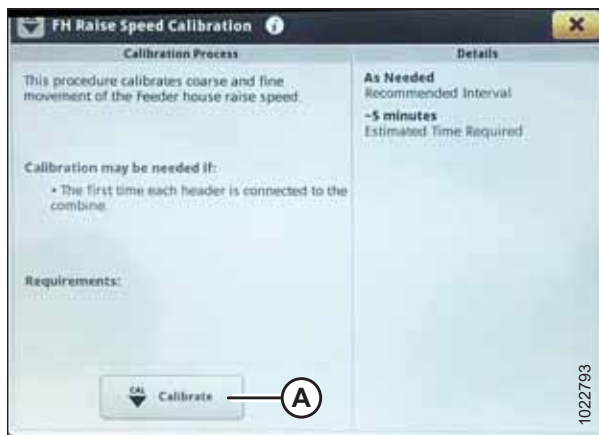 FH Raise Speed Calibration i
Calibration Process
This procedure calibrates coarse and fine
movement of the Feeder house raise speed.
Calibration may be needed if:
• The first time each header is connected to the
combine.
Requirements:
CAL Calibrate
A
Details
As Needed
Recommended Interval
~5 minutes
Estimated Time Required
1022793